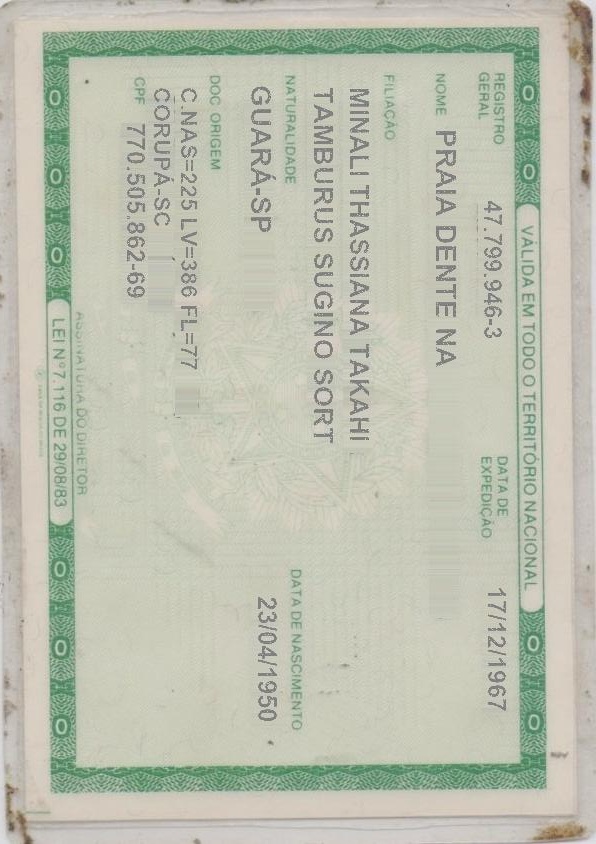 VÁLIDA EM TODO O TERRITÓRIO NACIONAL
REGISTRO GERAL 47.799.946-3 DATA DE EXPEDIÇÃO 17/12/1967
NOME PRAIA DENTE NA
FILIAÇÃO
MINALI THASSIANA TAKAHI
TAMBURUS SUGINO SORT
NATURALIDADE DATA DE NASCIMENTO
GUARÁ-SP 23/04/1950
DOC ORIGEM
C.NAS=225 LV=386 FL=77
CORUPÁ-SC
CPF 770.505.862-69
ASSINATURA DO DIRETOR
LEI Nº 7.116 DE 29/08/83